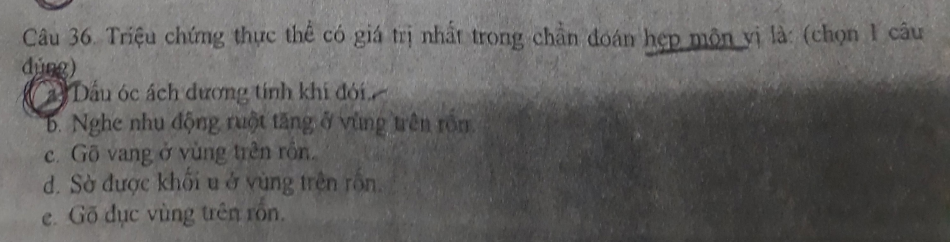 Câu 36. Triệu chứng thực thể có giá trị nhất trong chẩn đoán hẹp môn vị là: (chọn 1 câu
đúng)
a. Dấu óc ách dương tính khi đói.
b. Nghe nhu động ruột tăng ở vùng trên rốn.
c. Gõ vang ở vùng trên rốn.
d. Sờ được khối u ở vùng trên rốn.
e. Gõ đục vùng trên rốn.